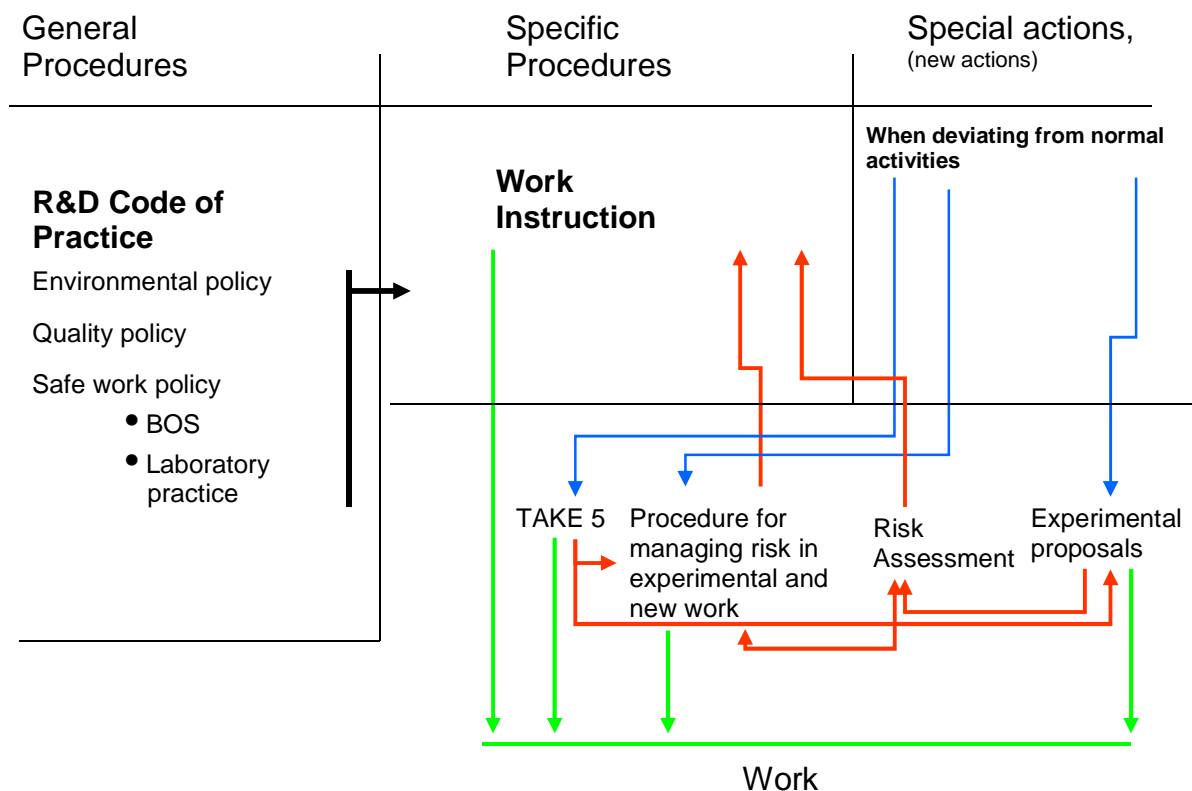 General
Procedures
Specific
Procedures
Special actions,
(new actions)
When deviating from normal
activities
R&D Code of
Practice
Environmental policy
Quality policy
Safe work policy
• BOS
• Laboratory
practice
Work
Instruction
TAKE 5
Procedure for
managing risk in
experimental and
new work
Risk
Assessment
Experimental
proposals
Work